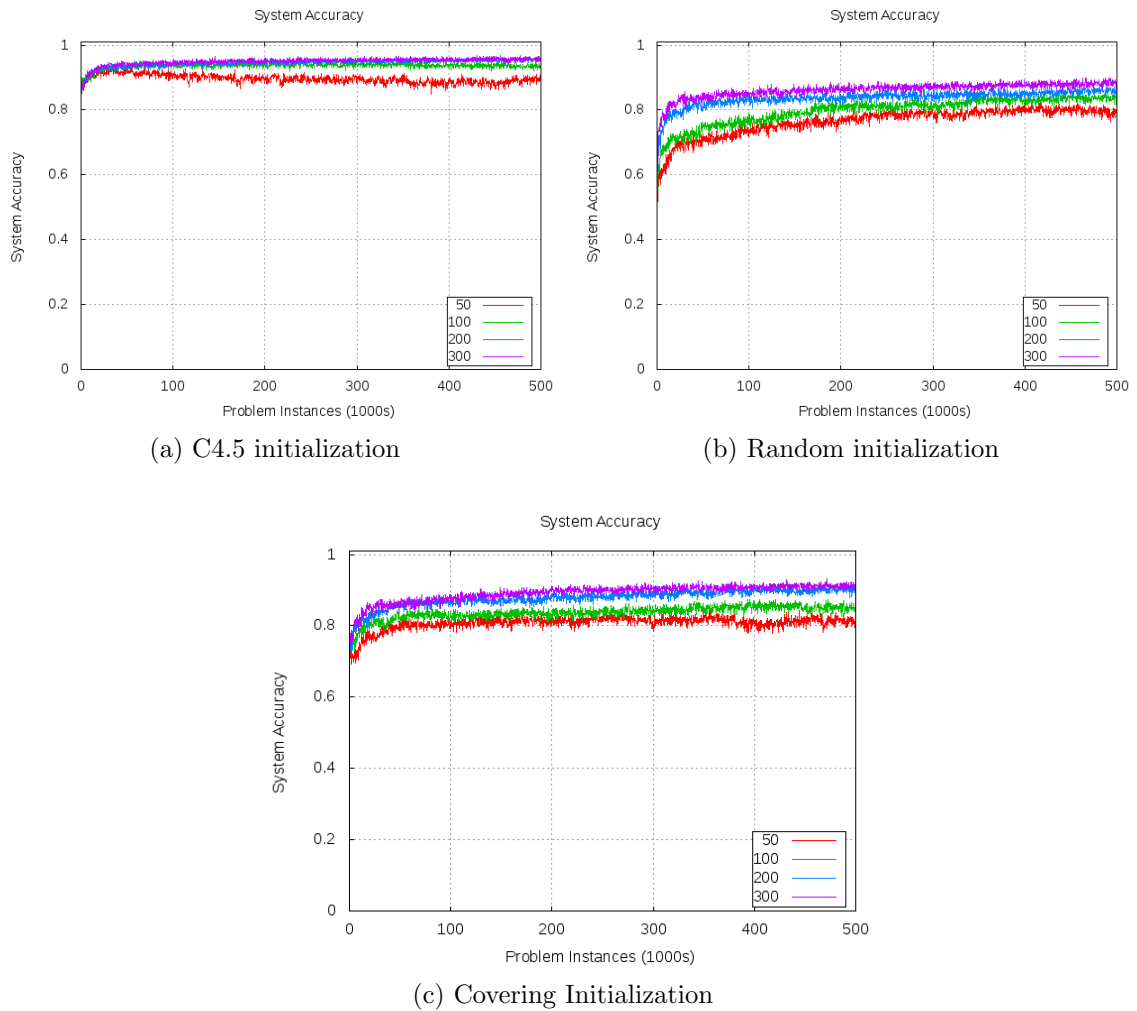 System Accuracy
System Accuracy
1
0.8
0.6
0.4
0.2
0
0 100 200 300 400 500
Problem Instances (1000s)
50
100
200
300
(a) C4.5 initialization
System Accuracy
System Accuracy
1
0.8
0.6
0.4
0.2
0
0 100 200 300 400 500
Problem Instances (1000s)
50
100
200
300
(b) Random initialization
System Accuracy
System Accuracy
1
0.8
0.6
0.4
0.2
0
0 100 200 300 400 500
Problem Instances (1000s)
50
100
200
300
(c) Covering Initialization